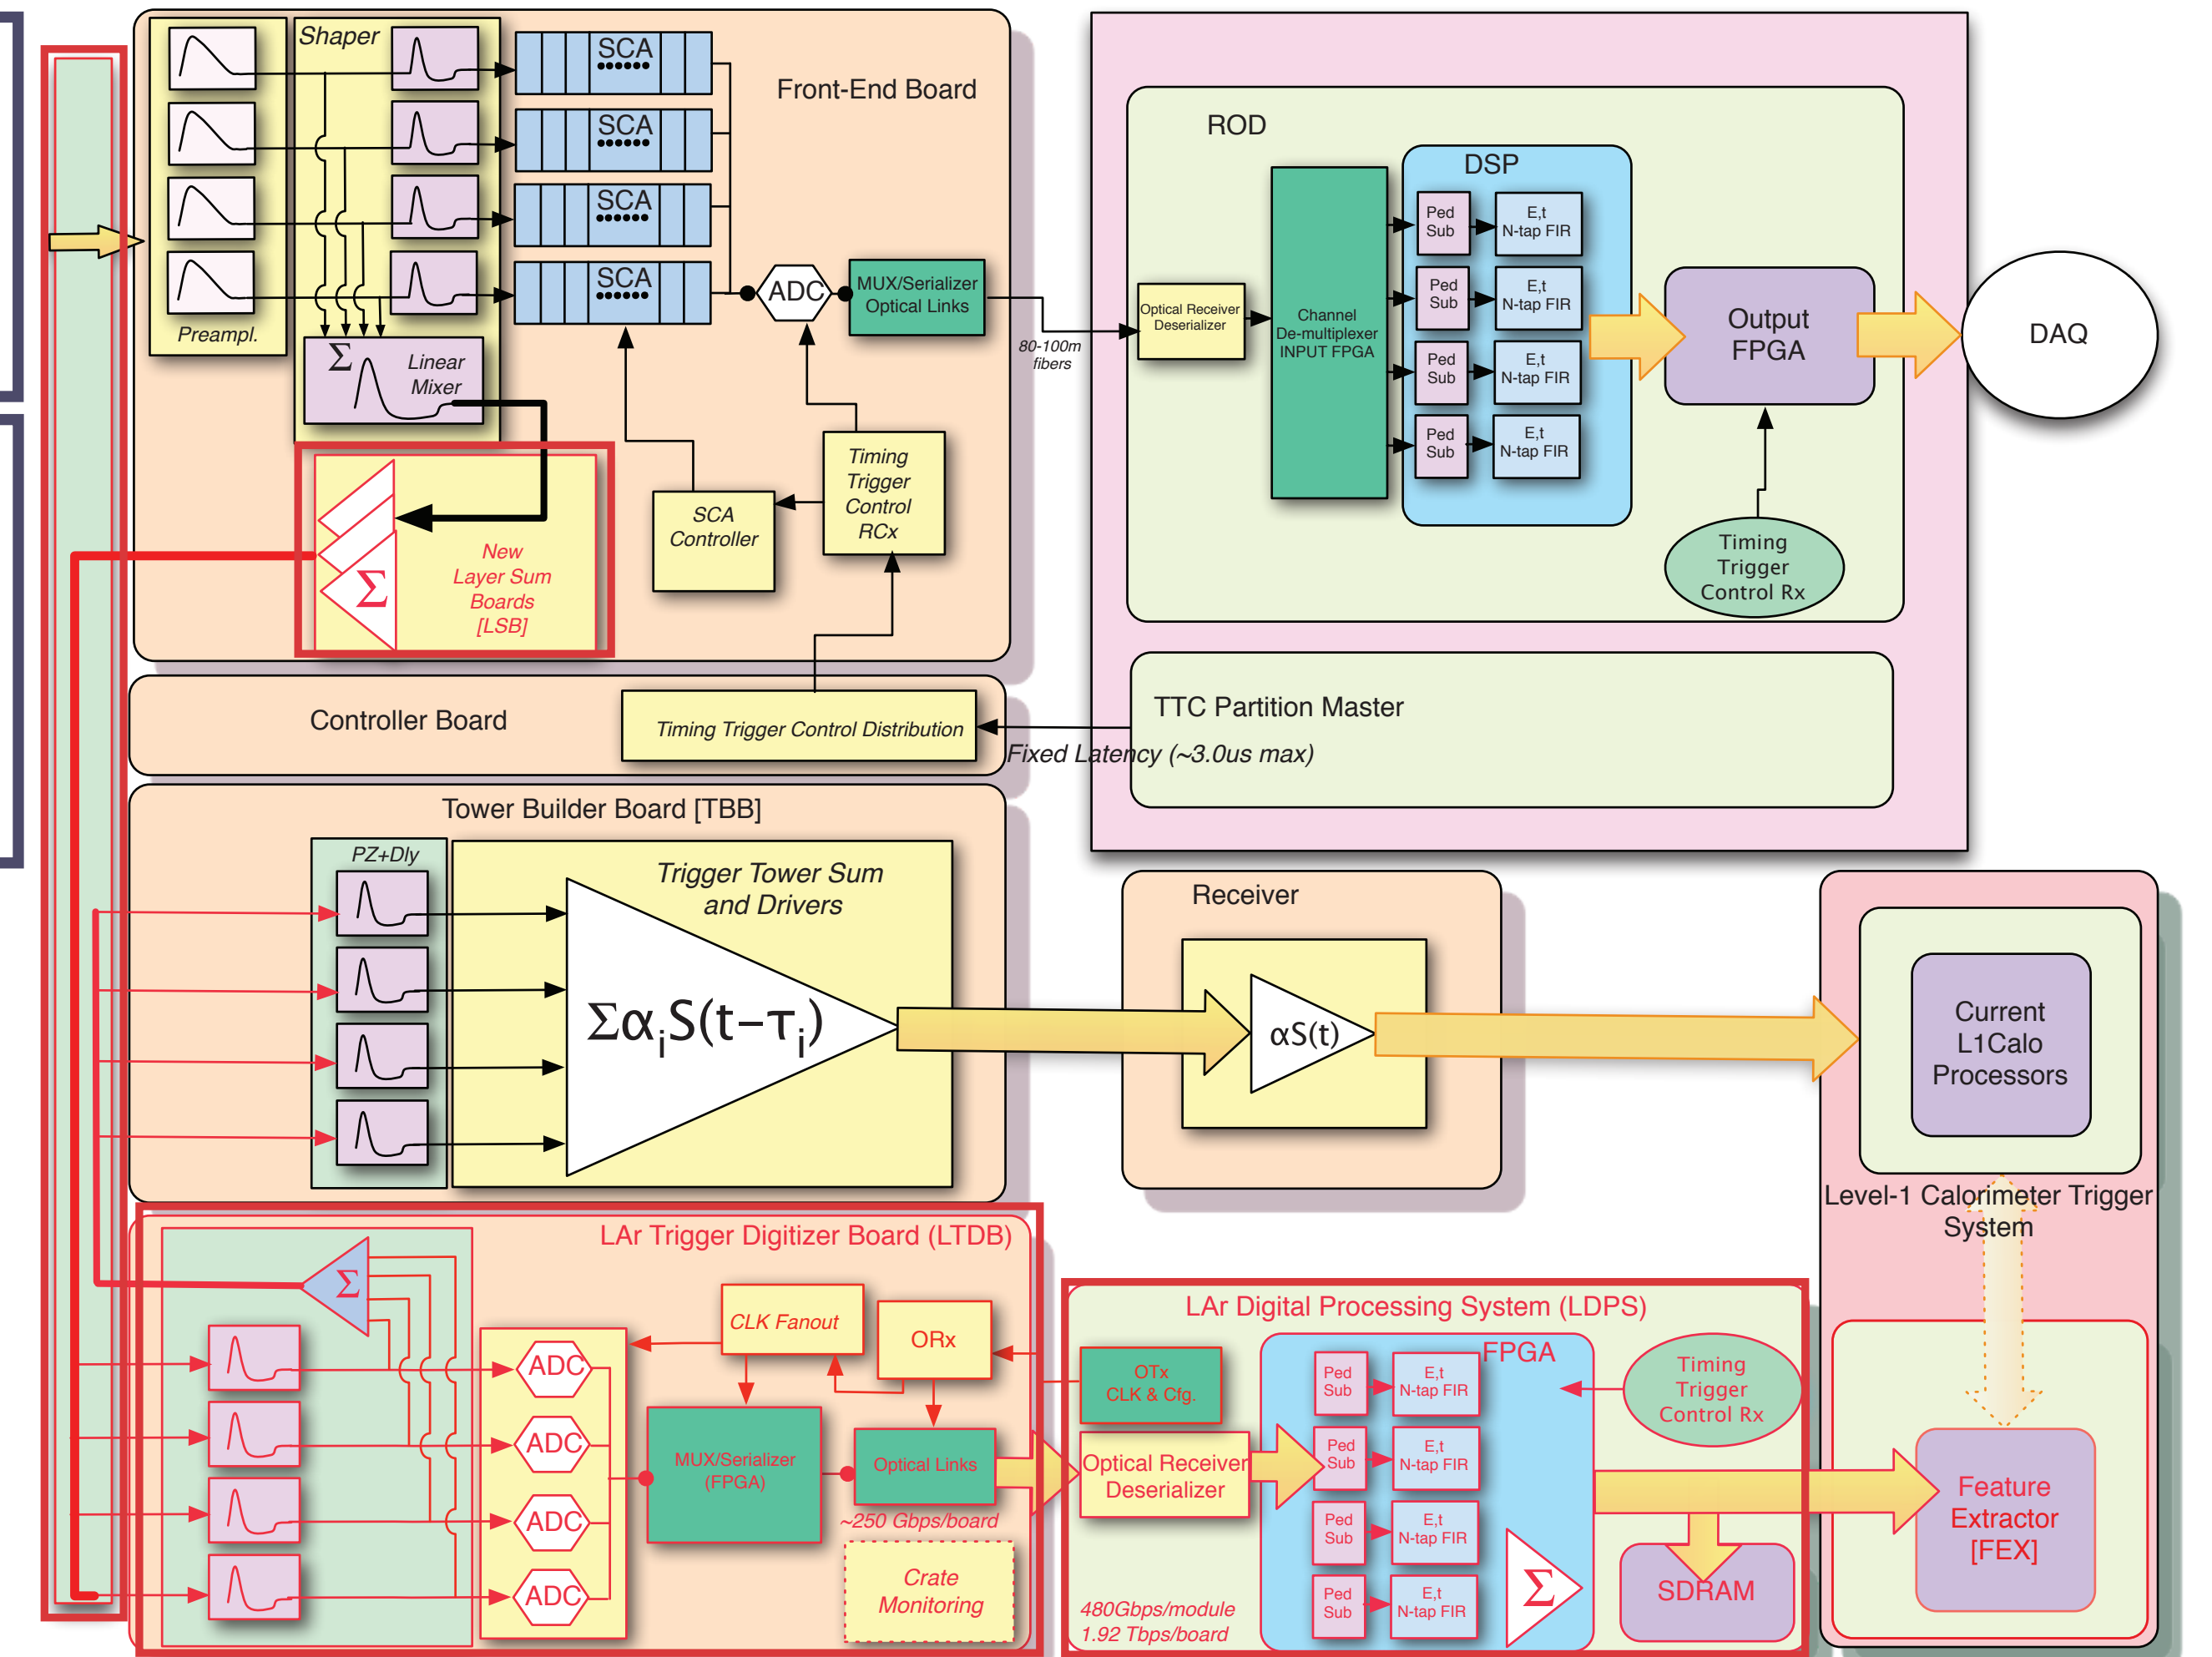 Shaper
Preampl.
Σ
Linear
Mixer
SCA
SCA
SCA
SCA
Front-End Board
ADC
MUX/Serializer
Optical Links
80-100m
fibers
New
Layer Sum
Boards
[LSB]
Σ
SCA
Controller
Timing
Trigger
Control
RCx
ROD
Optical Receiver
Deserializer
Channel
De-multiplexer
INPUT FPGA
DSP
Ped
Sub
E,t
N-tap FIR
Ped
Sub
E,t
N-tap FIR
Ped
Sub
E,t
N-tap FIR
Ped
Sub
E,t
N-tap FIR
Output
FPGA
DAQ
Timing
Trigger
Control Rx
Controller Board
Timing Trigger Control Distribution
TTC Partition Master
Fixed Latency (~3.0us max)
Tower Builder Board [TBB]
PZ+Dly
Trigger Tower Sum
and Drivers
ΣαiS(t−τi)
Receiver
αS(t)
Current
L1Calo
Processors
Level-1 Calorimeter Trigger
System
LAr Trigger Digitizer Board (LTDB)
Σ
ADC
ADC
ADC
ADC
CLK Fanout
ORx
MUX/Serializer
(FPGA)
Optical Links
~250 Gbps/board
Crate
Monitoring
LAr Digital Processing System (LDPS)
OTx
CLK & Cfg.
Optical Receiver
Deserializer
480Gbps/module
1.92 Tbps/board
FPGA
Ped
Sub
E,t
N-tap FIR
Ped
Sub
E,t
N-tap FIR
Ped
Sub
E,t
N-tap FIR
Ped
Sub
E,t
N-tap FIR
Σ
Timing
Trigger
Control Rx
SDRAM
Feature
Extractor
[FEX]